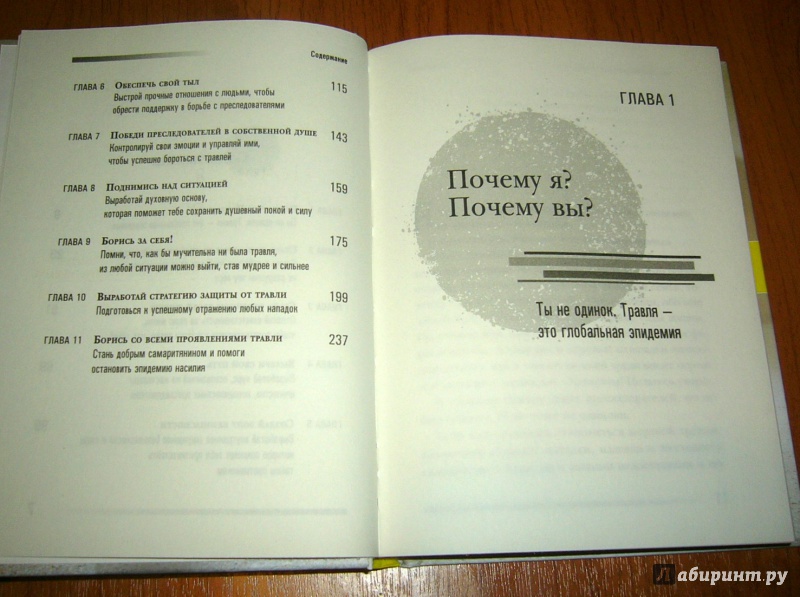 Содержание
ГЛАВА 6 Обеспечь свой тыл 115
Выстрой прочные отношения с людьми, чтобы
обрести поддержку в борьбе с преследователями
ГЛАВА 7 Победи преследователей в собственной душе 143
Контролируй свои эмоции и управляй ими,
чтобы успешно бороться с травлей
ГЛАВА 8 Поднимись над ситуацией 159
Выработай духовную основу,
которая поможет тебе сохранить душевный покой и силу
ГЛАВА 9 Борись за себя! 175
Помни, что, как бы мучительна ни была травля,
из любой ситуации можно выйти, став мудрее и сильнее
ГЛАВА 10 Выработай стратегию защиты от травли 199
Подготовься к успешному отражению любых нападок
ГЛАВА 11 Борись со всеми проявлениями травли 237
Стань добрым самаритянином и помоги
остановить эпидемию насилия
7
ГЛАВА 1
Почему я?
Почему вы?
Ты не одинок. Травля –
это глобальная эпидемия
Лабиринт.ру